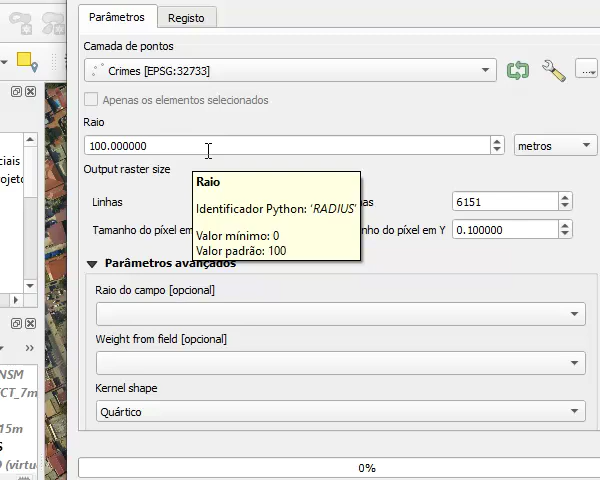 Parâmetros
Registo
Camada de pontos
Crimes [EPSG:32733]
...
Apenas os elementos selecionados
Raio
100.000000
metros
Output raster size
Raio
Identificador Python: 'RADIUS'
Valor mínimo: 0
Valor padrão: 100
Linhas
nas
6151
Tamanho do píxel em
ho do píxel em Y
0.100000
Parâmetros avançados
Raio do campo [opcional]
Weight from field [opcional]
Kernel shape
Quártico
0%
ciais
rojeto
»
NSM
CT_7m
15m
S
O (virtu